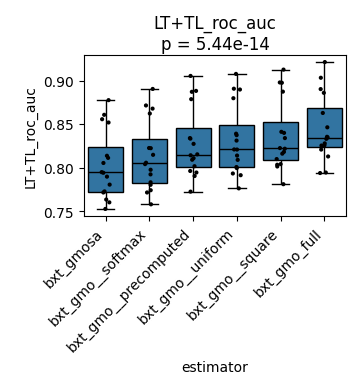 LT+TL_roc_auc
p = 5.44e-14
LT+TL_roc_auc
0.90
0.85
0.80
0.75
bxt_gmosa
bxt_gmo__softmax
bxt_gmo__precomputed
bxt_gmo__uniform
bxt_gmo__square
bxt_gmo_full
estimator